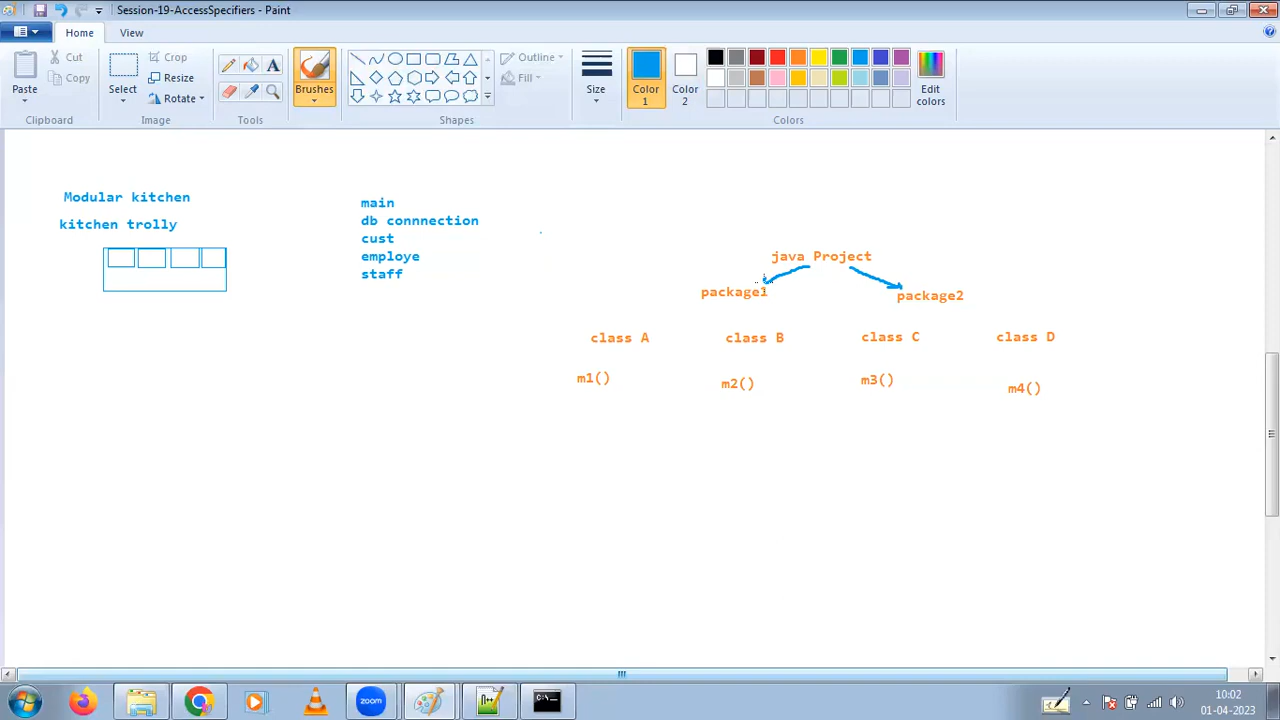 Session-19-AccessSpecifiers - Paint
Home
View
Paste
Cut
Copy
Clipboard
Select
Crop
Resize
Rotate
Image
A
Tools
Brushes
Outline
Fill
Shapes
Size
Color 1
Color 2
Edit colors
Colors
Modular kitchen
kitchen trolly
main
db connnection
cust
employe
staff
java Project
package1
package2
class A
class B
class C
class D
m1()
m2()
m3()
m4()
zoom
C:\_
10:02
01-04-2023